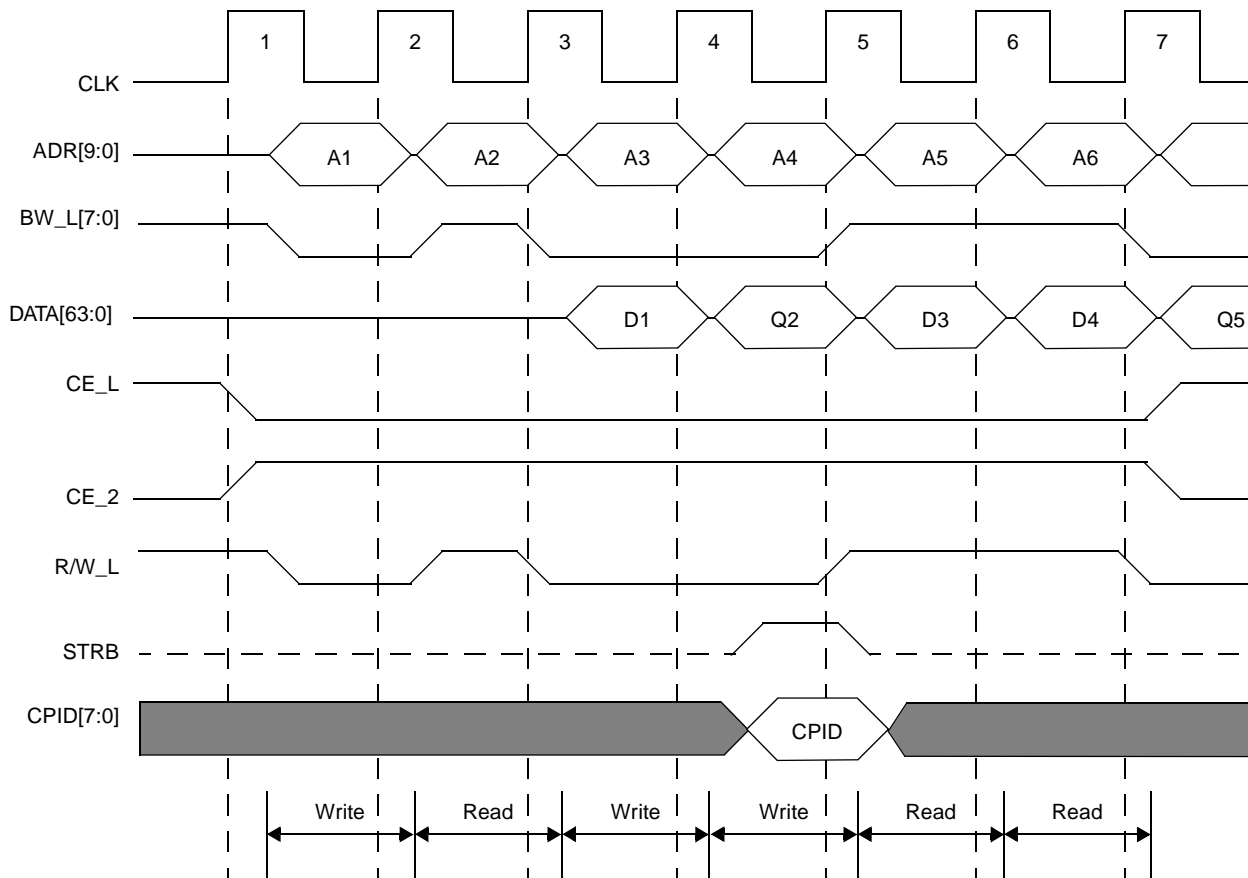 1 2 3 4 5 6 7
CLK
ADR[9:0] A1 A2 A3 A4 A5 A6
BW_L[7:0]
DATA[63:0] D1 Q2 D3 D4 Q5
CE_L
CE_2
R/W_L
STRB
CPID[7:0] CPID
Write Read Write Write Read Read